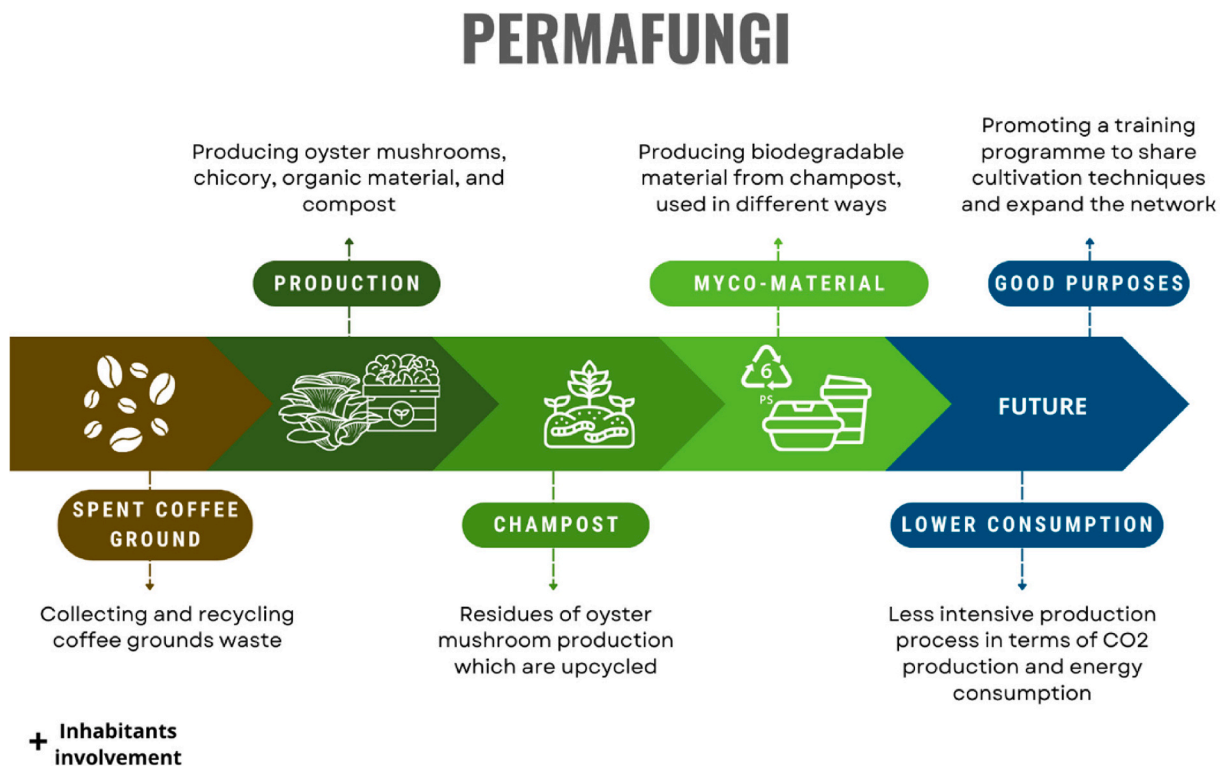 PERMAFUNGI
Producing oyster mushrooms,
chicory, organic material, and
compost
Producing biodegradable
material from champost,
used in different ways
Promoting a training
programme to share
cultivation techniques
and expand the network
PRODUCTION
MYCO-MATERIAL
GOOD PURPOSES
6
PS
FUTURE
SPENT COFFEE
GROUND
CHAMPOST
LOWER CONSUMPTION
Collecting and recycling
coffee grounds waste
Residues of oyster
mushroom production
which are upcycled
Less intensive production
process in terms of CO2
production and energy
consumption
+ Inhabitants
involvement